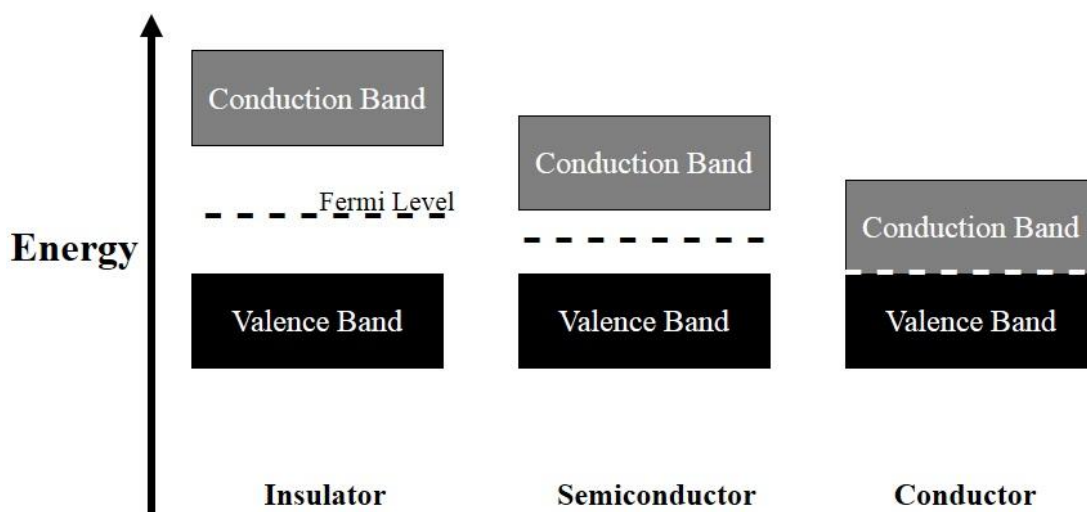 Conduction Band
Conduction Band
Fermi Level
Conduction Band
Energy
Valence Band
Valence Band
Valence Band
Insulator
Semiconductor
Conductor